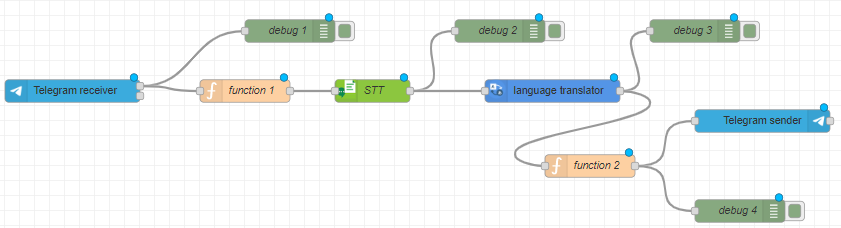 debug 1
debug 2
debug 3
Telegram receiver
function 1
STT
language translator
Telegram sender
function 2
debug 4